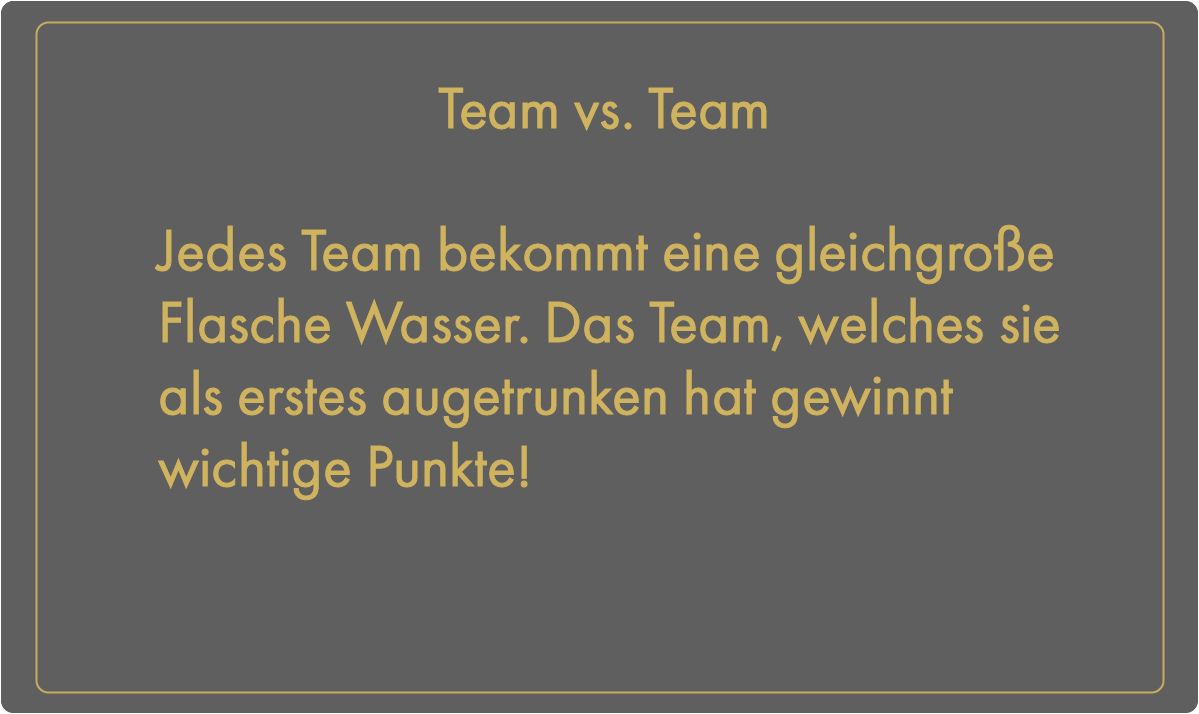 Team vs. Team
Jedes Team bekommt eine gleichgroße
Flasche Wasser. Das Team, welches sie
als erstes augetrunken hat gewinnt
wichtige Punkte!